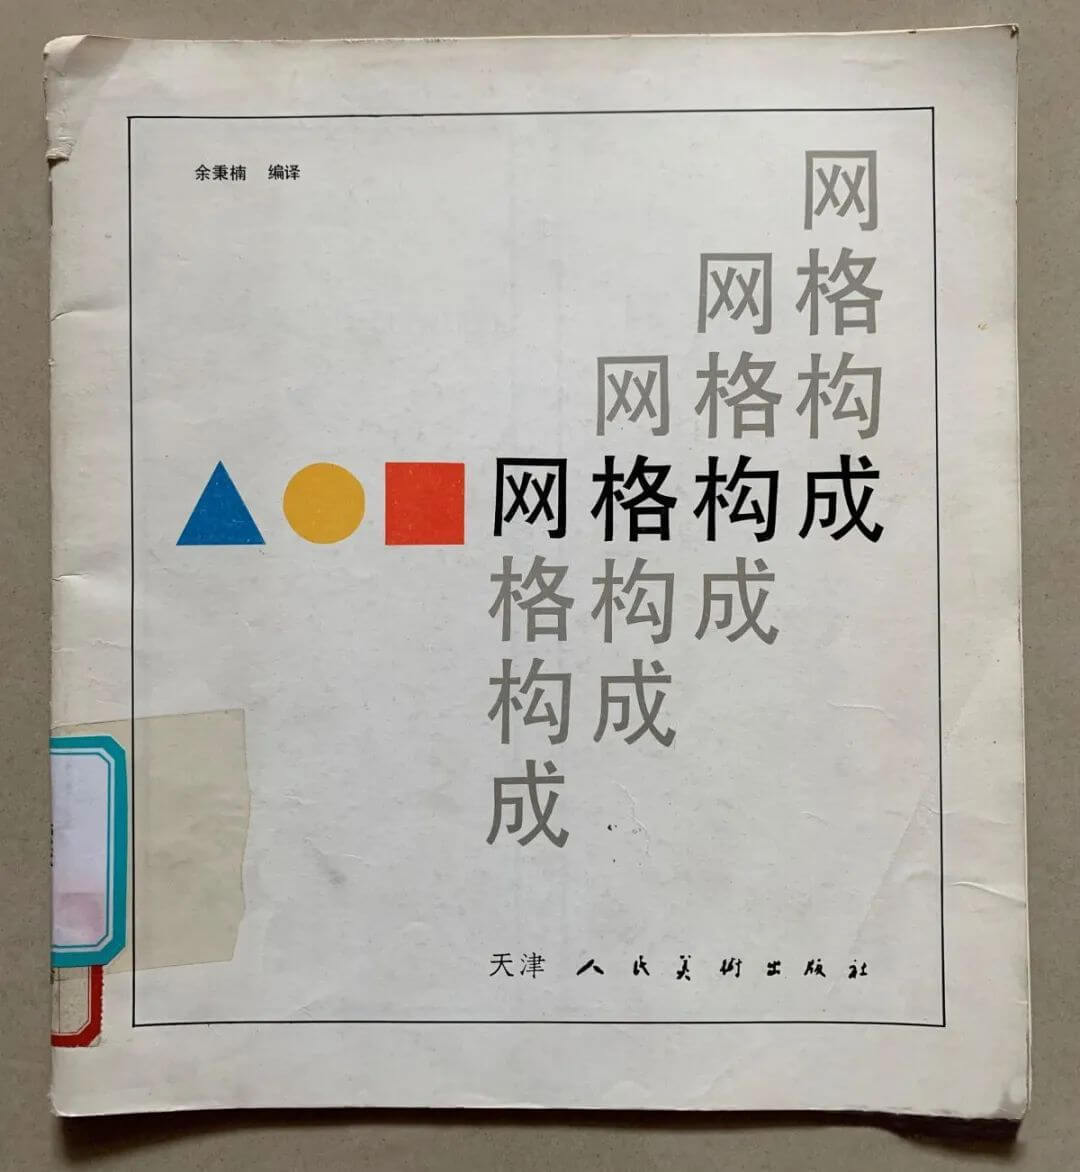 余秉楠 编译
网
网格
网格构
网格构成
格构成
构成
成
天津 人民美術出版社